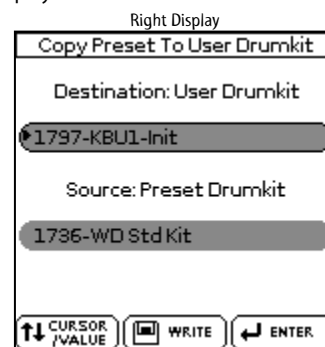 Right Display
Copy Preset To User Drumkit
Destination: User Drumkit
1797-KBU1-Init
Source: Preset Drumkit
1736-WD Std Kit
CURSOR
/VALUE
WRITE
ENTER